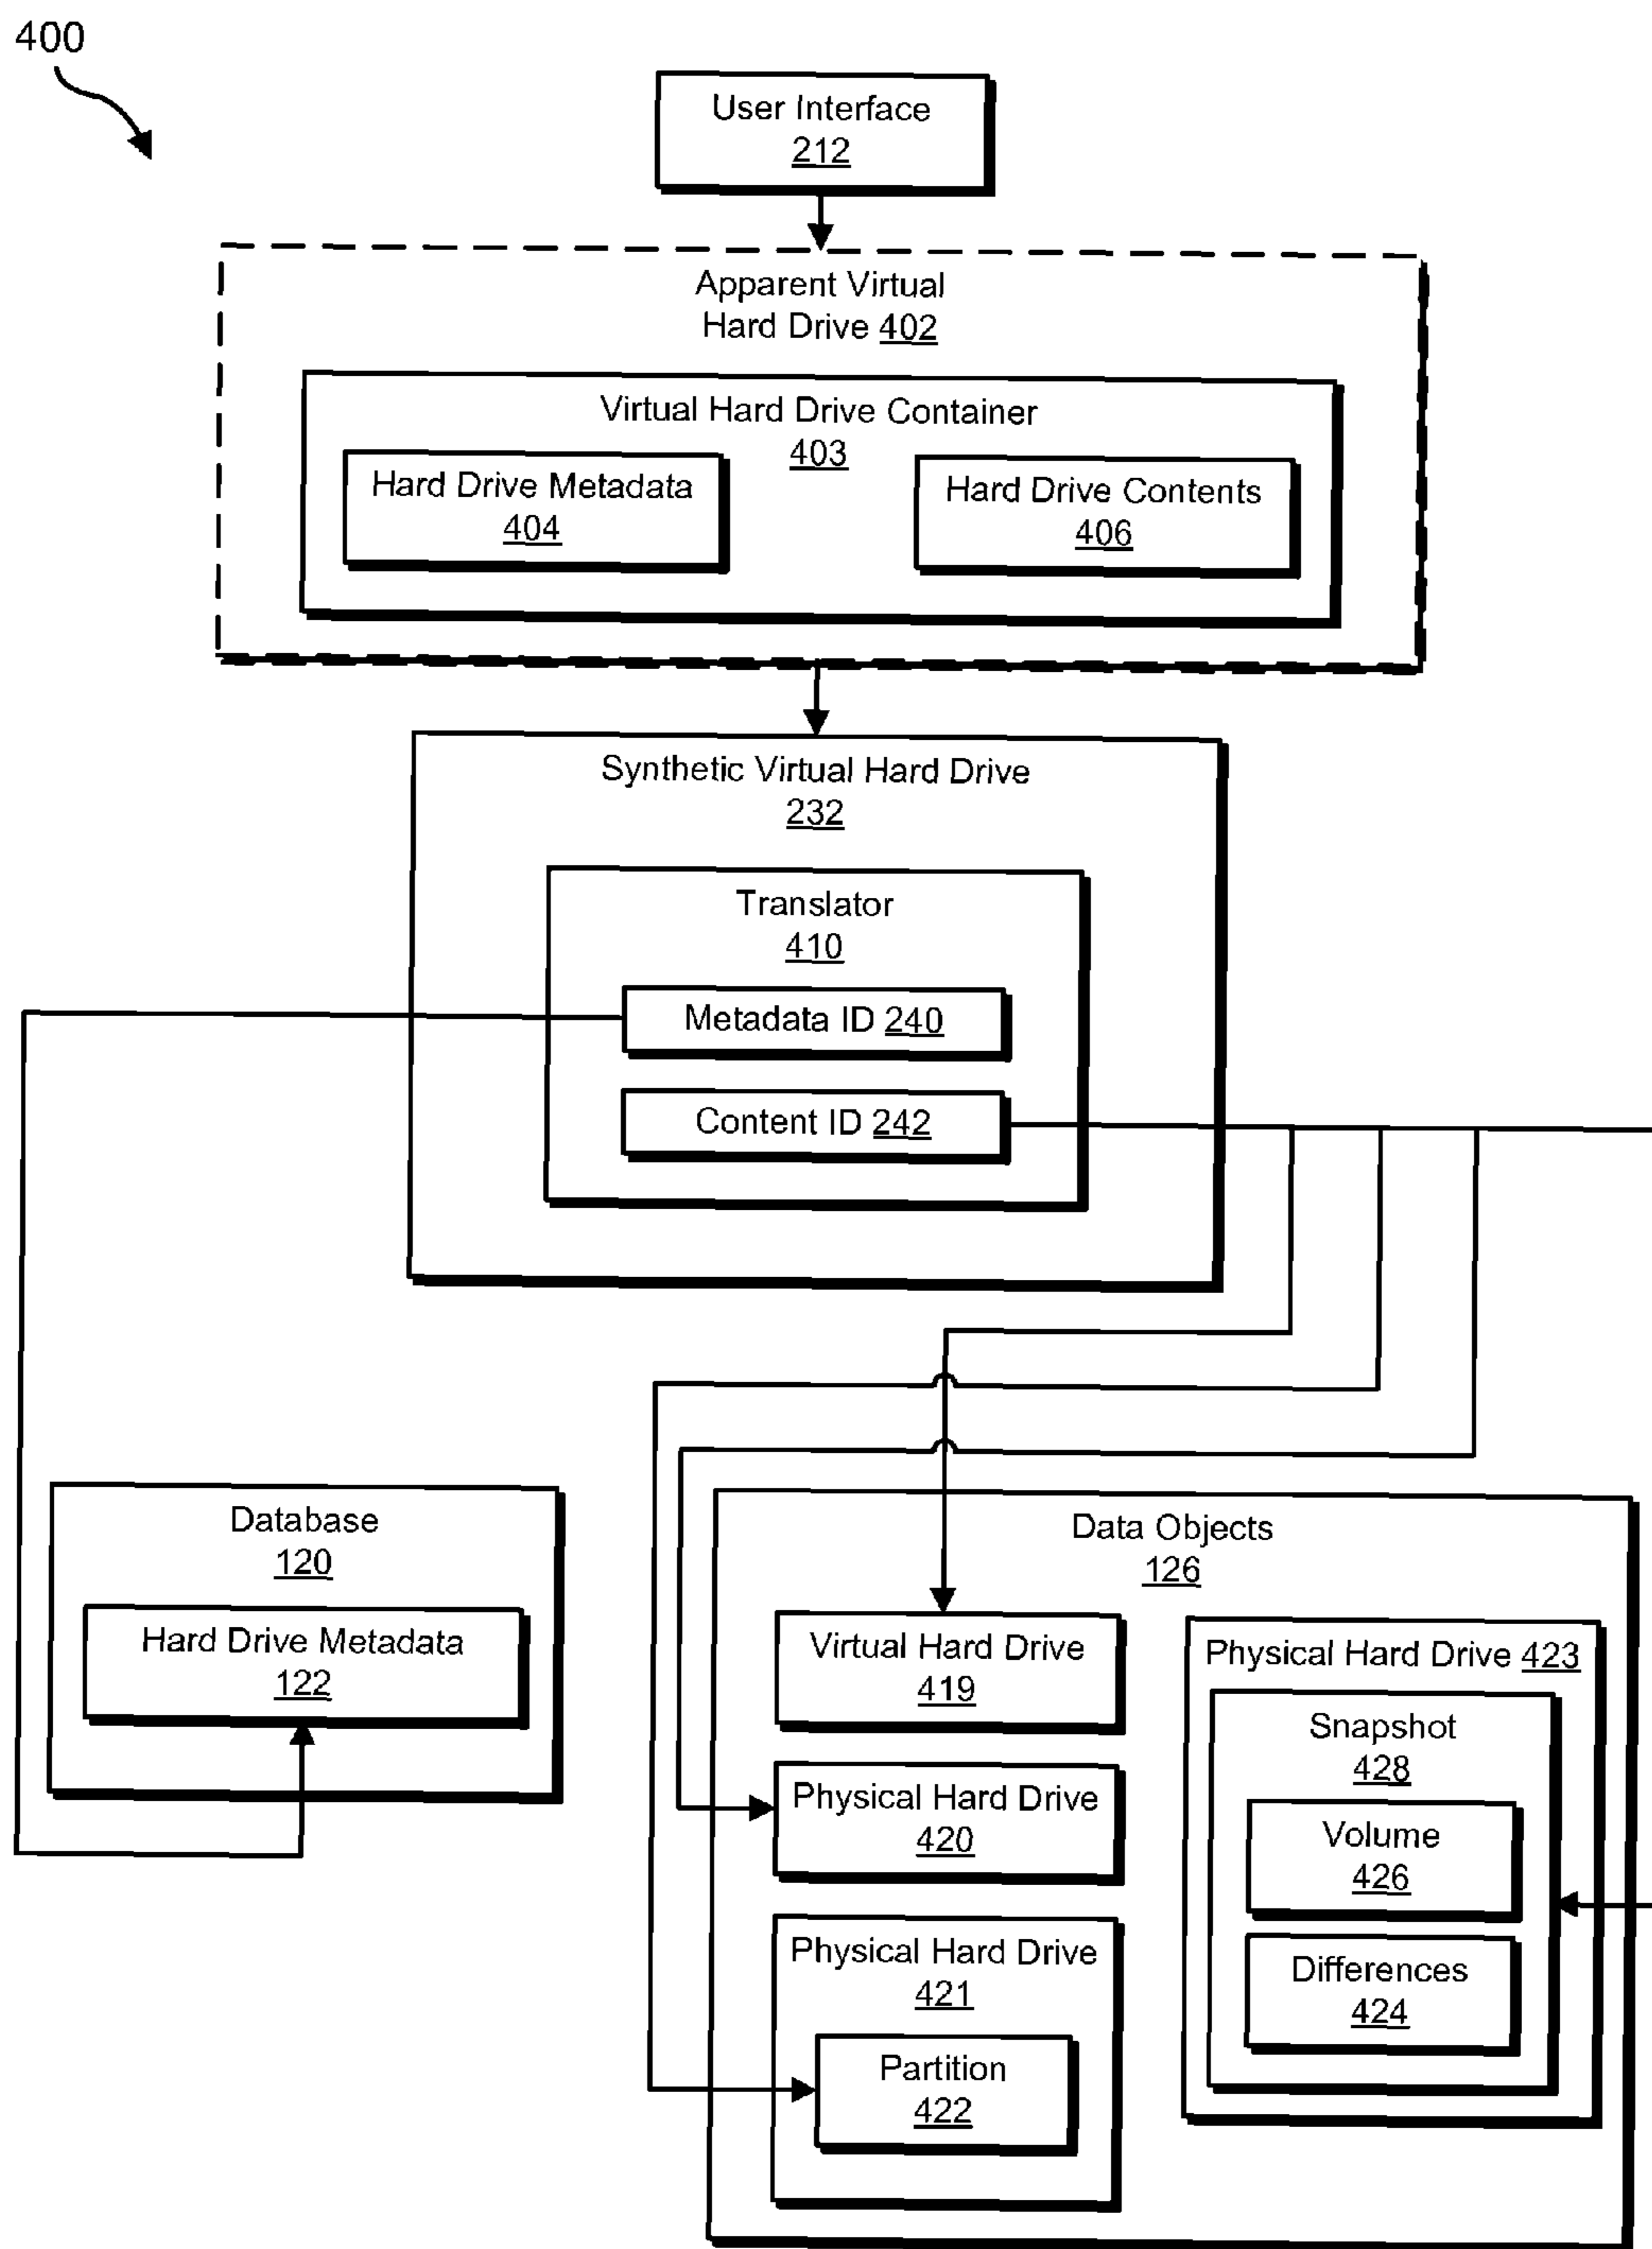 400
User Interface
212
Apparent Virtual
Hard Drive 402
Virtual Hard Drive Container
403
Hard Drive Metadata
404
Hard Drive Contents
406
Synthetic Virtual Hard Drive
232
Translator
410
Metadata ID 240
Content ID 242
Database
120
Hard Drive Metadata
122
Data Objects
126
Virtual Hard Drive
419
Physical Hard Drive
420
Physical Hard Drive
421
Partition
422
Physical Hard Drive 423
Snapshot
428
Volume
426
Differences
424